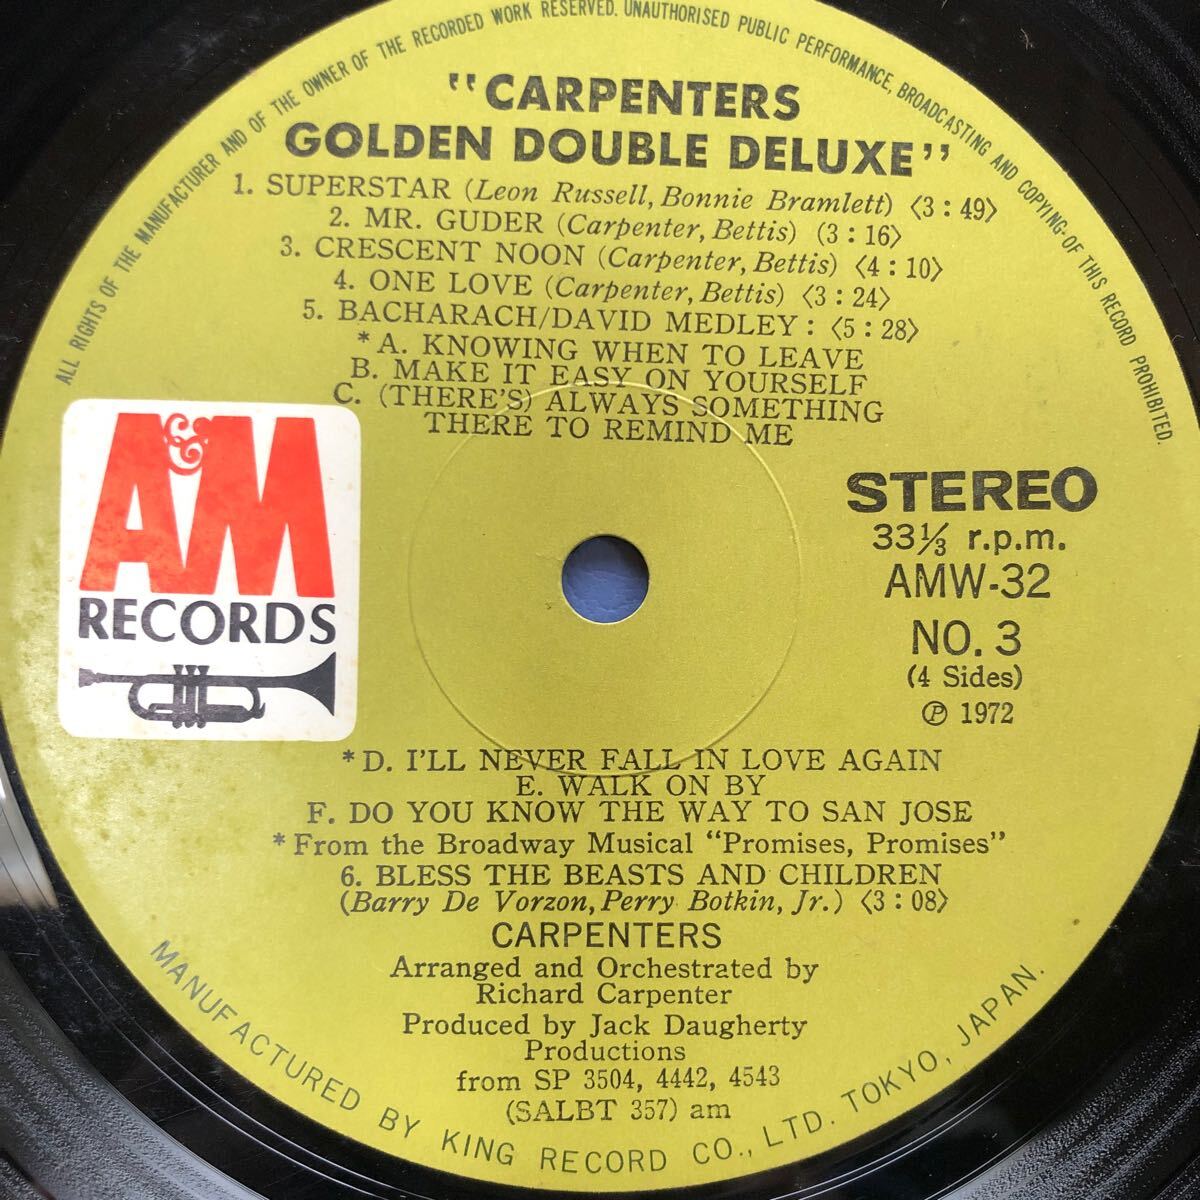 ALL RIGHTS OF THE MANUFACTURER AND OF THE OWNER OF THE RECORDED WORK RESERVED. UNAUTHORISED PUBLIC PERFORMANCE, BROADCASTING AND COPYING OF THIS RECORD PROHIBITED.
"CARPENTERS
GOLDEN DOUBLE DELUXE"
1. SUPERSTAR (Leon Russell, Bonnie Bramlett) <3:49>
2. MR. GUDER (Carpenter, Bettis) (3:16>
3. CRESCENT NOON (Carpenter, Bettis) <4:10>
4. ONE LOVE (Carpenter, Bettis) <3:24>
5. BACHARACH/DAVID MEDLEY: <5:28>
*A. KNOWING WHEN TO LEAVE
B. MAKE IT EASY ON YOURSELF
C. (THERE'S) ALWAYS SOMETHING
THERE TO REMIND ME
A&M
RECORDS
STEREO
33⅓ r.p.m.
AMW-32
NO. 3
(4 Sides)
℗ 1972
*D. I'LL NEVER FALL IN LOVE AGAIN
E. WALK ON BY
F. DO YOU KNOW THE WAY TO SAN JOSE
*From the Broadway Musical "Promises, Promises"
6. BLESS THE BEASTS AND CHILDREN
(Barry De Vorzon, Perry Botkin, Jr.) <3:08>
CARPENTERS
Arranged and Orchestrated by
Richard Carpenter
Produced by Jack Daugherty
Productions
from SP 3504, 4442, 4543
(SALBT 357) am
MANUFACTURED BY KING RECORD CO., LTD. TOKYO, JAPAN.